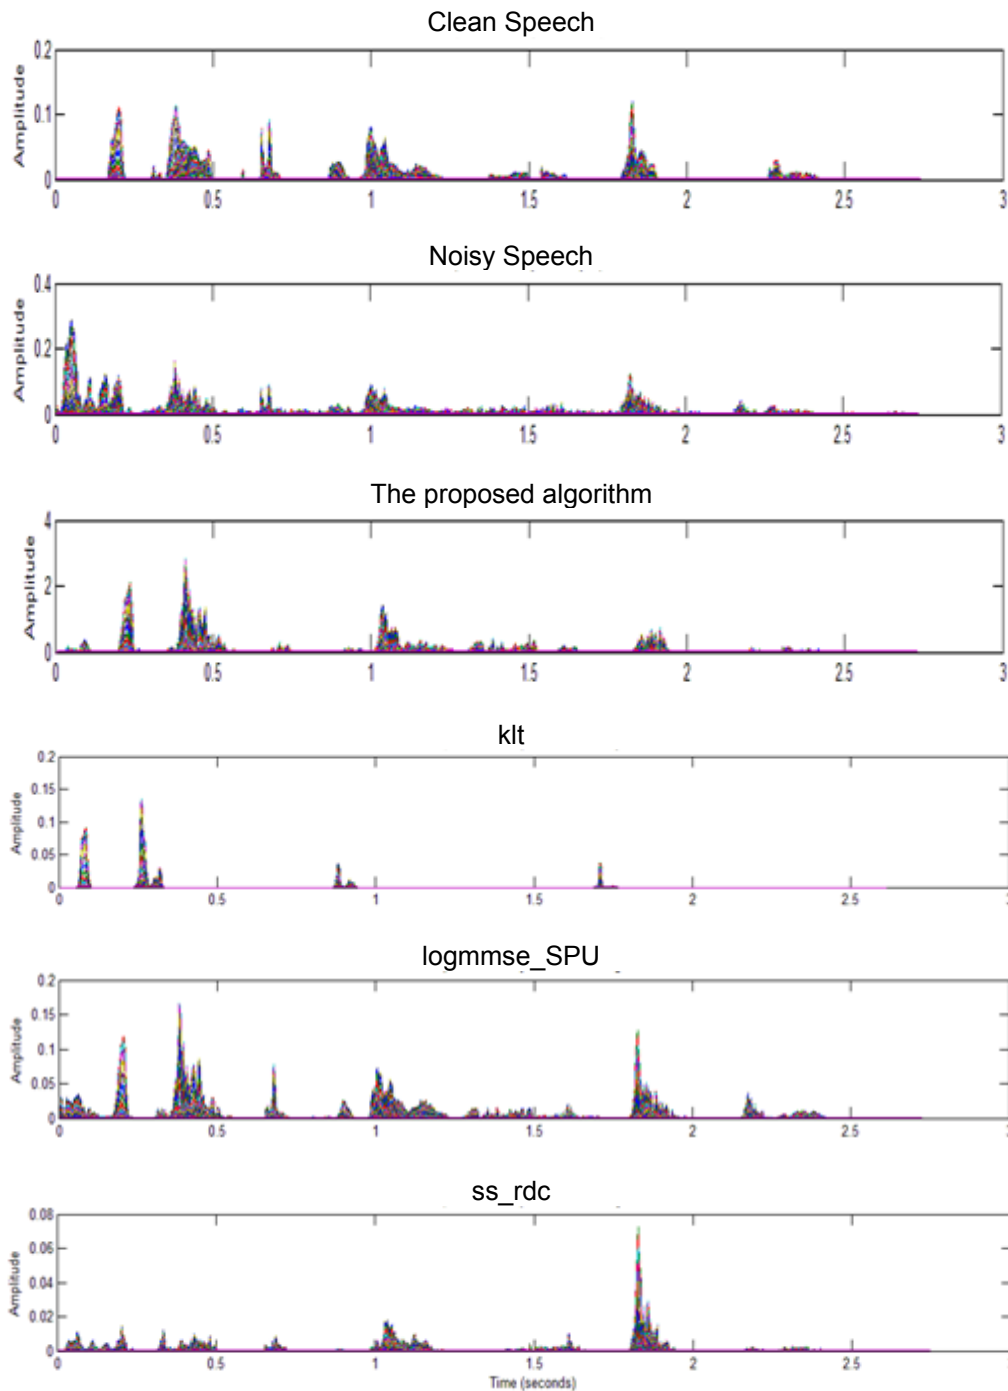 Clean Speech
Amplitude
0.2
0.1
0
0 0.5 1 1.5 2 2.5 3
Noisy Speech
Amplitude
0.4
0.2
0
0 0.5 1 1.5 2 2.5 3
The proposed algorithm
Amplitude
4
2
0
0 0.5 1 1.5 2 2.5 3
klt
Amplitude
0.2
0.15
0.1
0.05
0
0 0.5 1 1.5 2 2.5
logmmse_SPU
Amplitude
0.2
0.15
0.1
0.05
0
0 0.5 1 1.5 2 2.5
ss_rdc
Amplitude
0.08
0.06
0.04
0.02
0
0 0.5 1 1.5 2 2.5
Time (seconds)